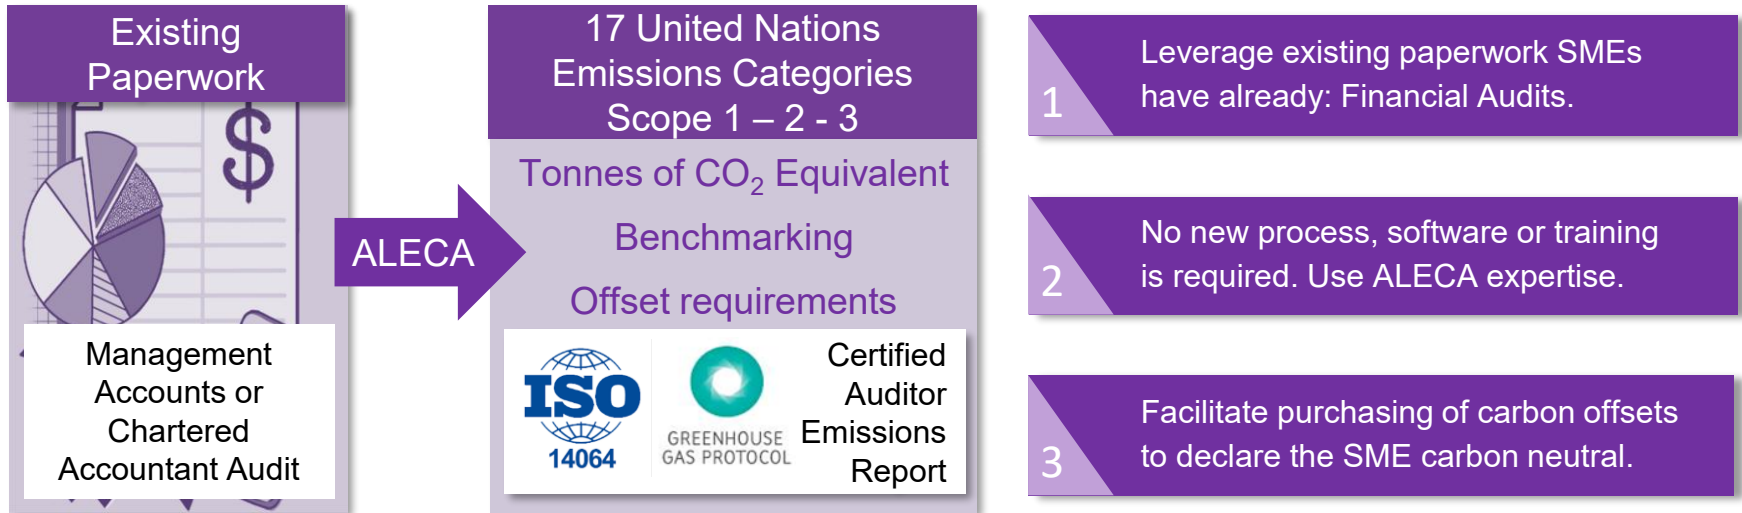 Existing
Paperwork
$
Management
Accounts or
Chartered
Accountant Audit
ALECA
17 United Nations
Emissions Categories
Scope 1 – 2 - 3
Tonnes of CO₂ Equivalent
Benchmarking
Offset requirements
ISO
14064
GREENHOUSE
GAS PROTOCOL
Certified
Auditor
Emissions
Report
1
Leverage existing paperwork SMEs
have already: Financial Audits.
2
No new process, software or training
is required. Use ALECA expertise.
3
Facilitate purchasing of carbon offsets
to declare the SME carbon neutral.